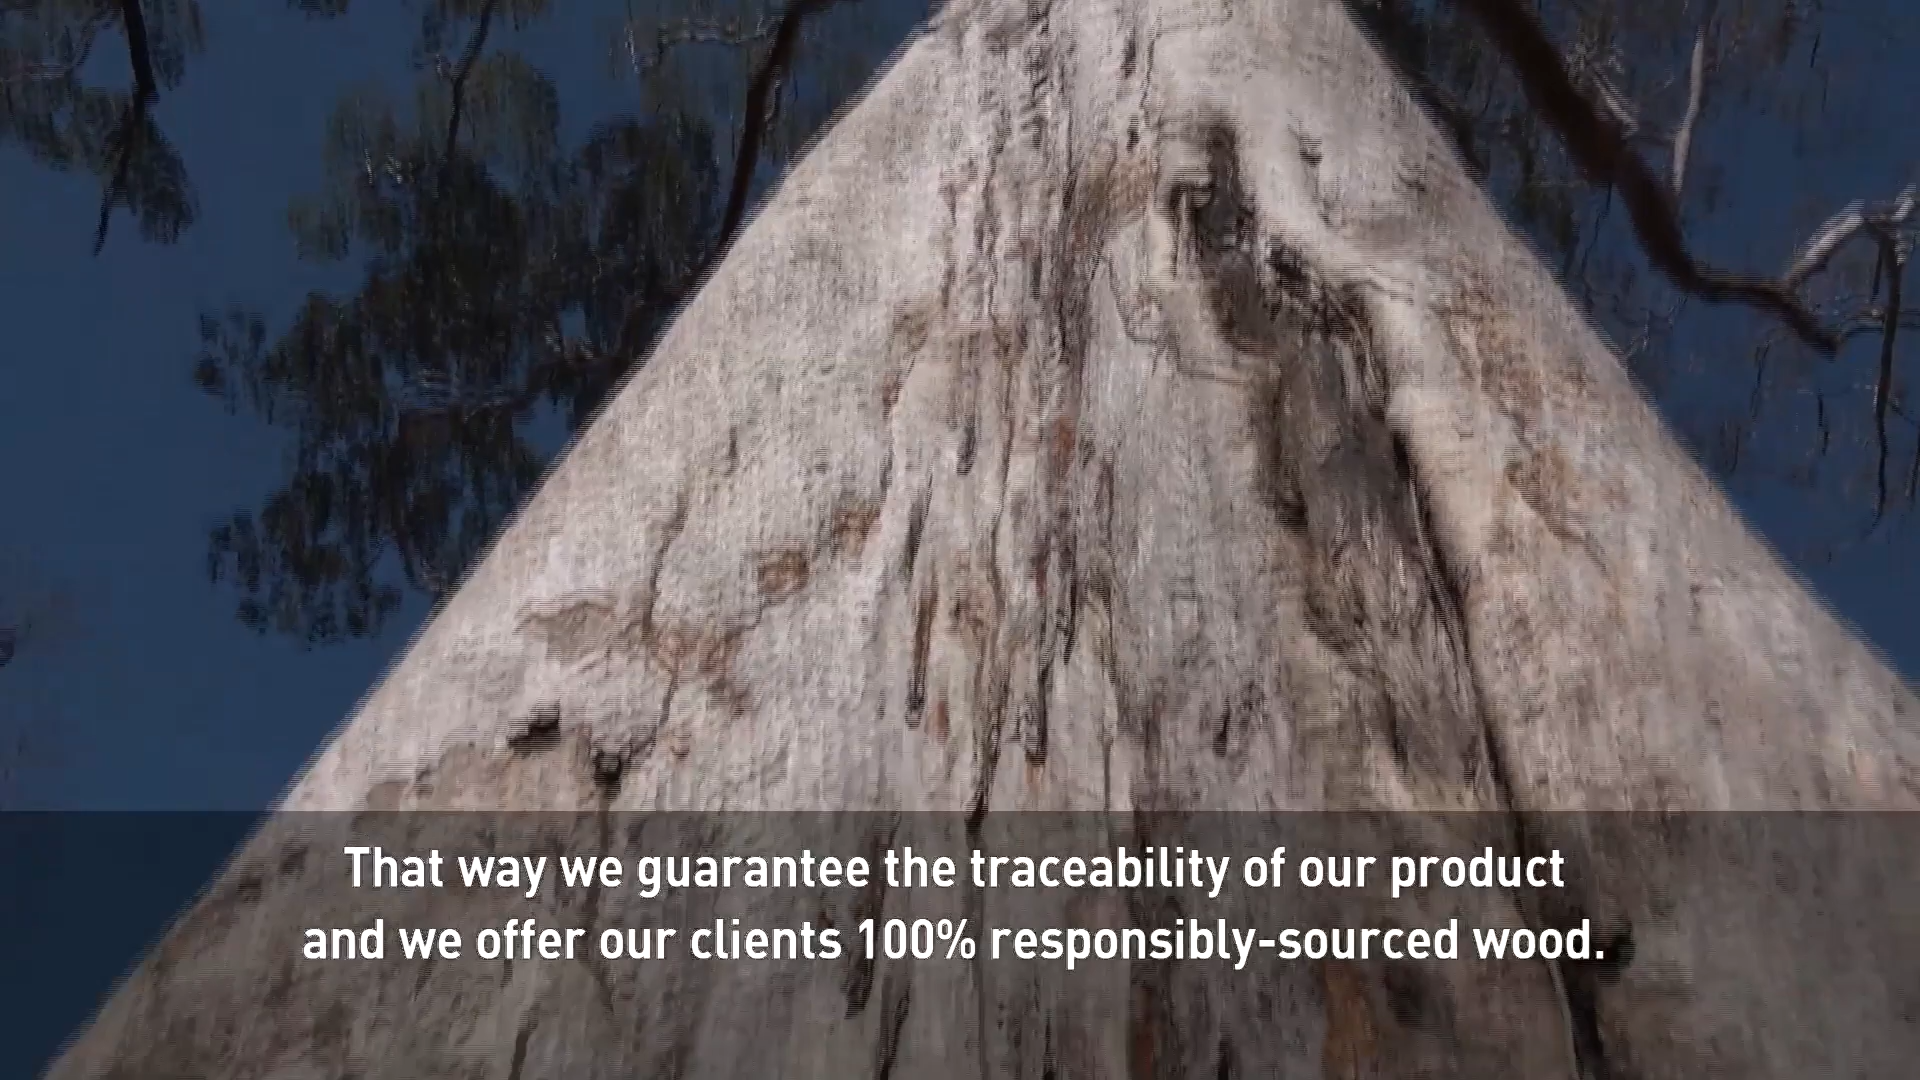 That way we guarantee the traceability of our product
and we offer our clients 100% responsibly-sourced wood.